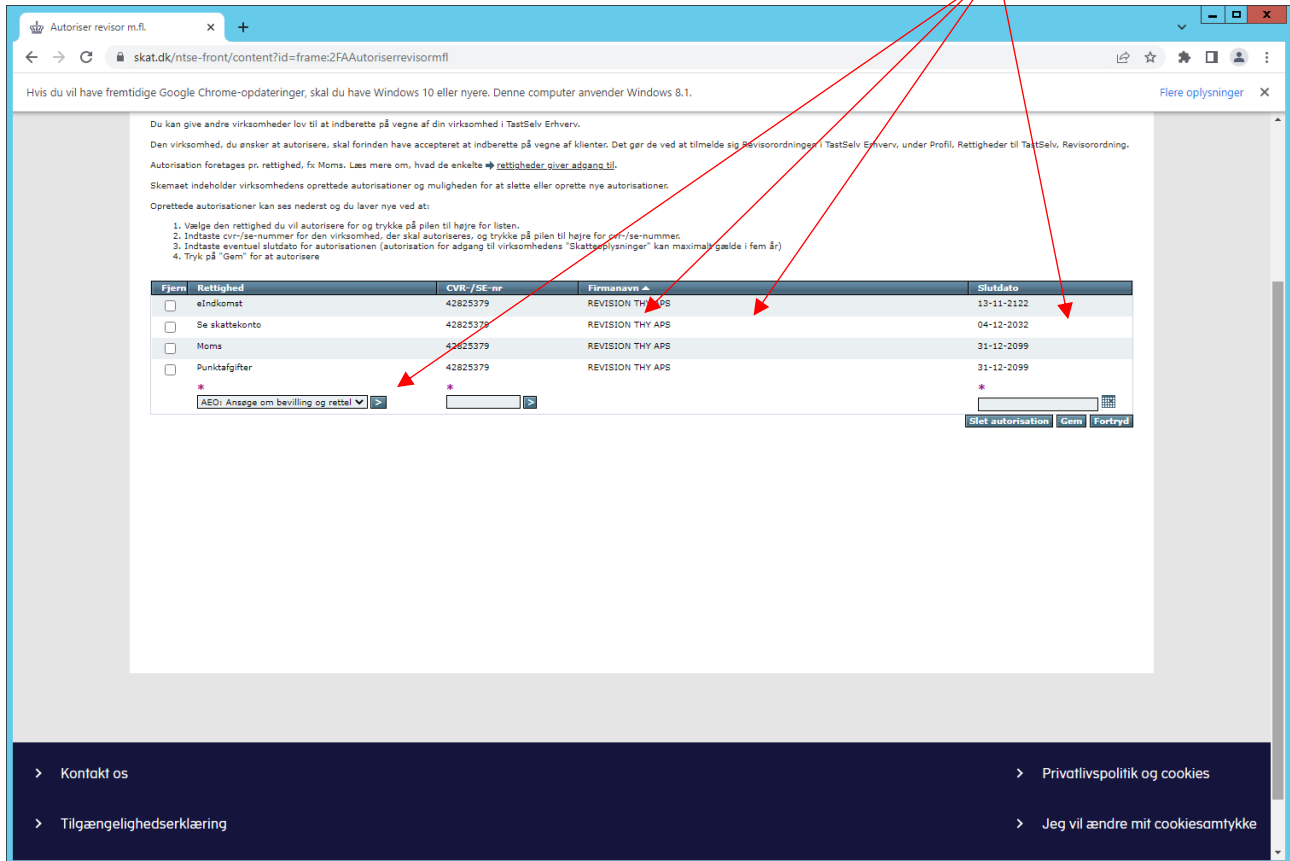 Autoriser revisor m.fl.
skat.dk/ntse-front/content?id=frame:2FAAutoriserrevisormfl
Hvis du vil have fremtidige Google Chrome-opdateringer, skal du have Windows 10 eller nyere. Denne computer anvender Windows 8.1. Flere oplysninger
Du kan give andre virksomheder lov til at indberette på vegne af din virksomhed i TastSelv Erhverv.
Den virksomhed, du ønsker at autorisere, skal forinden have accepteret at indberette på vegne af klienter. Det gør de ved at tilmelde sig Revisorordningen i TastSelv Erhverv, under Profil, Rettigheder til TastSelv, Revisorordning.
Autorisation foretages pr. rettighed, fx Moms. Læs mere om, hvad de enkelte rettigheder giver adgang til.
Skemaet indeholder virksomhedens oprettede autorisationer og muligheden for at slette eller oprette nye autorisationer.
Oprettede autorisationer kan ses nederst og du laver nye ved at:
1. Vælge den rettighed du vil autorisere for og trykke på pilen til højre for listen.
2. Indtaste cvr-/se-nummer for den virksomhed, der skal autoriseres, og trykke på pilen til højre for cvr-/se-nummer.
3. Indtaste eventuel slutdato for autorisationen (autorisation for adgang til virksomhedens "Skatteoplysninger" kan maximalt gælde i fem år)
4. Tryk på "Gem" for at autorisere
Fjern Rettighed CVR-/SE-nr Firmanavn Slutdato
eIndkomst 42825379 REVISION THY APS 13-11-2122
Se skattekonto 42825379 REVISION THY APS 04-12-2032
Moms 42825379 REVISION THY APS 31-12-2099
Punktafgifter 42825379 REVISION THY APS 31-12-2099
* * *
AEO: Ansøge om bevilling og rettel > >
Slet autorisation Gem Fortryd
Kontakt os Privatlivspolitik og cookies
Tilgængelighedserklæring Jeg vil ændre mit cookiesamtykke